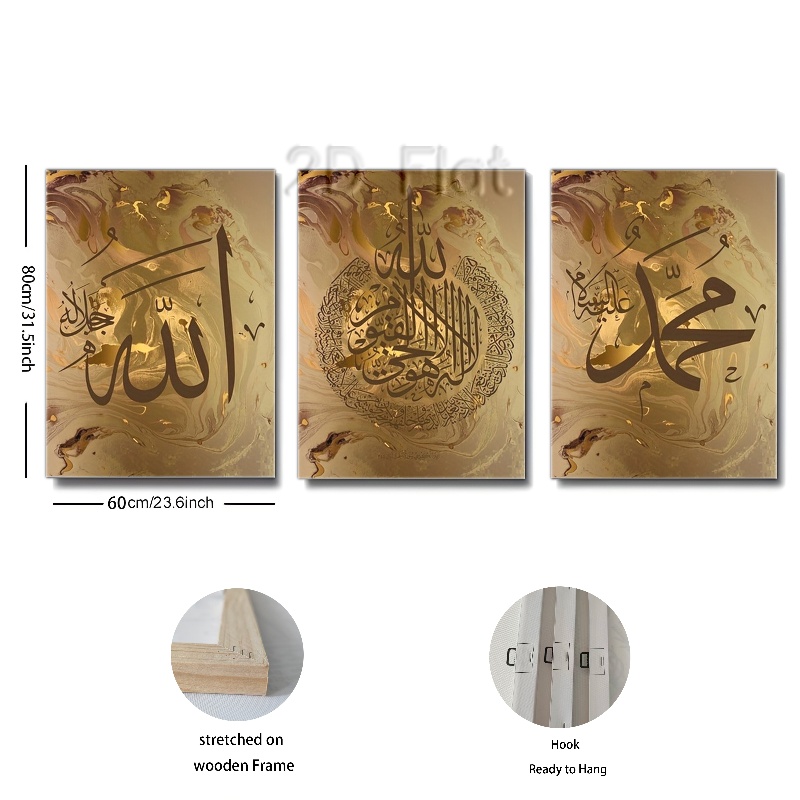 2D Flat
الله
جل جلاله
الله
لا إله إلا هو الحي القيوم
محمد
عليه السلام
80cm/31.5inch
60cm/23.6inch
stretched on
wooden Frame
Hook
Ready to Hang